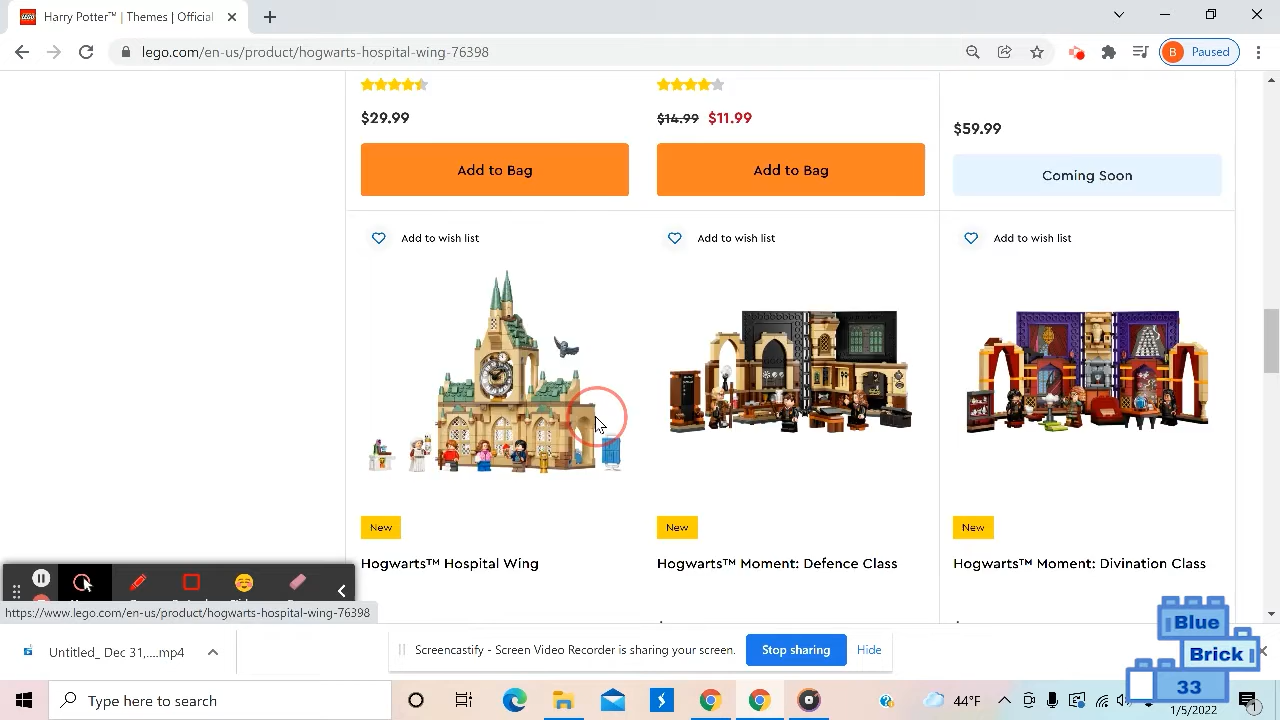 Harry Potter™ | Themes | Official
lego.com/en-us/product/hogwarts-hospital-wing-76398
B Paused
$29.99
$14.99 $11.99
$59.99
Add to Bag
Add to Bag
Coming Soon
Add to wish list
Add to wish list
Add to wish list
New
New
New
Hogwarts™ Hospital Wing
Hogwarts™ Moment: Defence Class
Hogwarts™ Moment: Divination Class
https://www.lego.com/en-us/product/hogwarts-hospital-wing-76398
Untitled_ Dec 31,....mp4
Screencastify - Screen Video Recorder is sharing your screen.
Stop sharing
Hide
Blue
Brick
33
Type here to search
44°F
1/5/2022